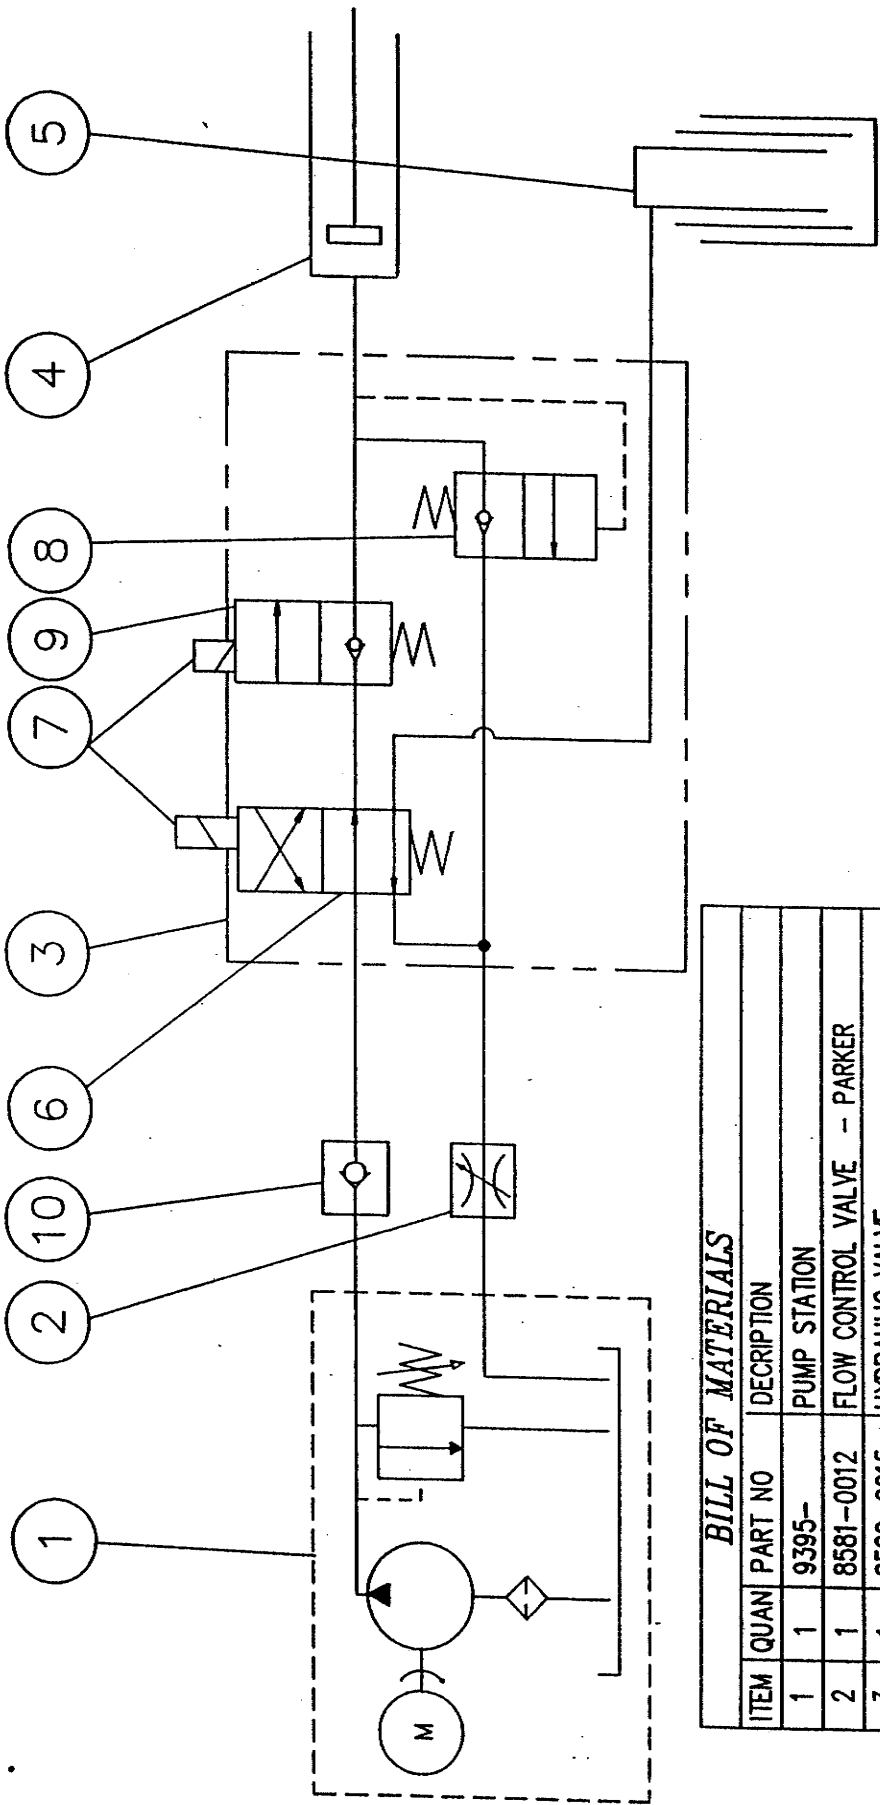 1
2
10
6
3
7
9
8
4
5
M
BILL OF MATERIALS
ITEM QUAN PART NO DECRIPTION
1 1 9395- PUMP STATION
2 1 8581-0012 FLOW CONTROL VALVE - PARKER